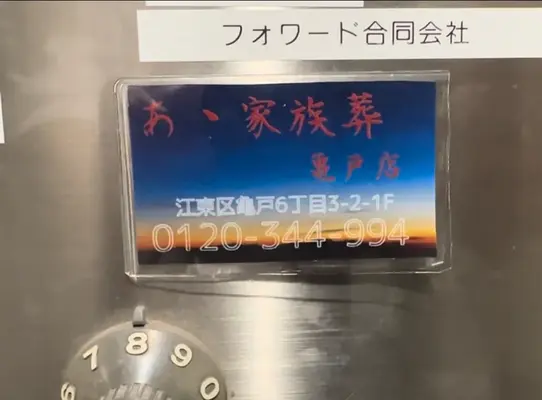 フォワード合同会社
あゝ家族葬
亀戸店
江東区亀戸6丁目3-2-1F
0120-344-994
6 7 8 9 0